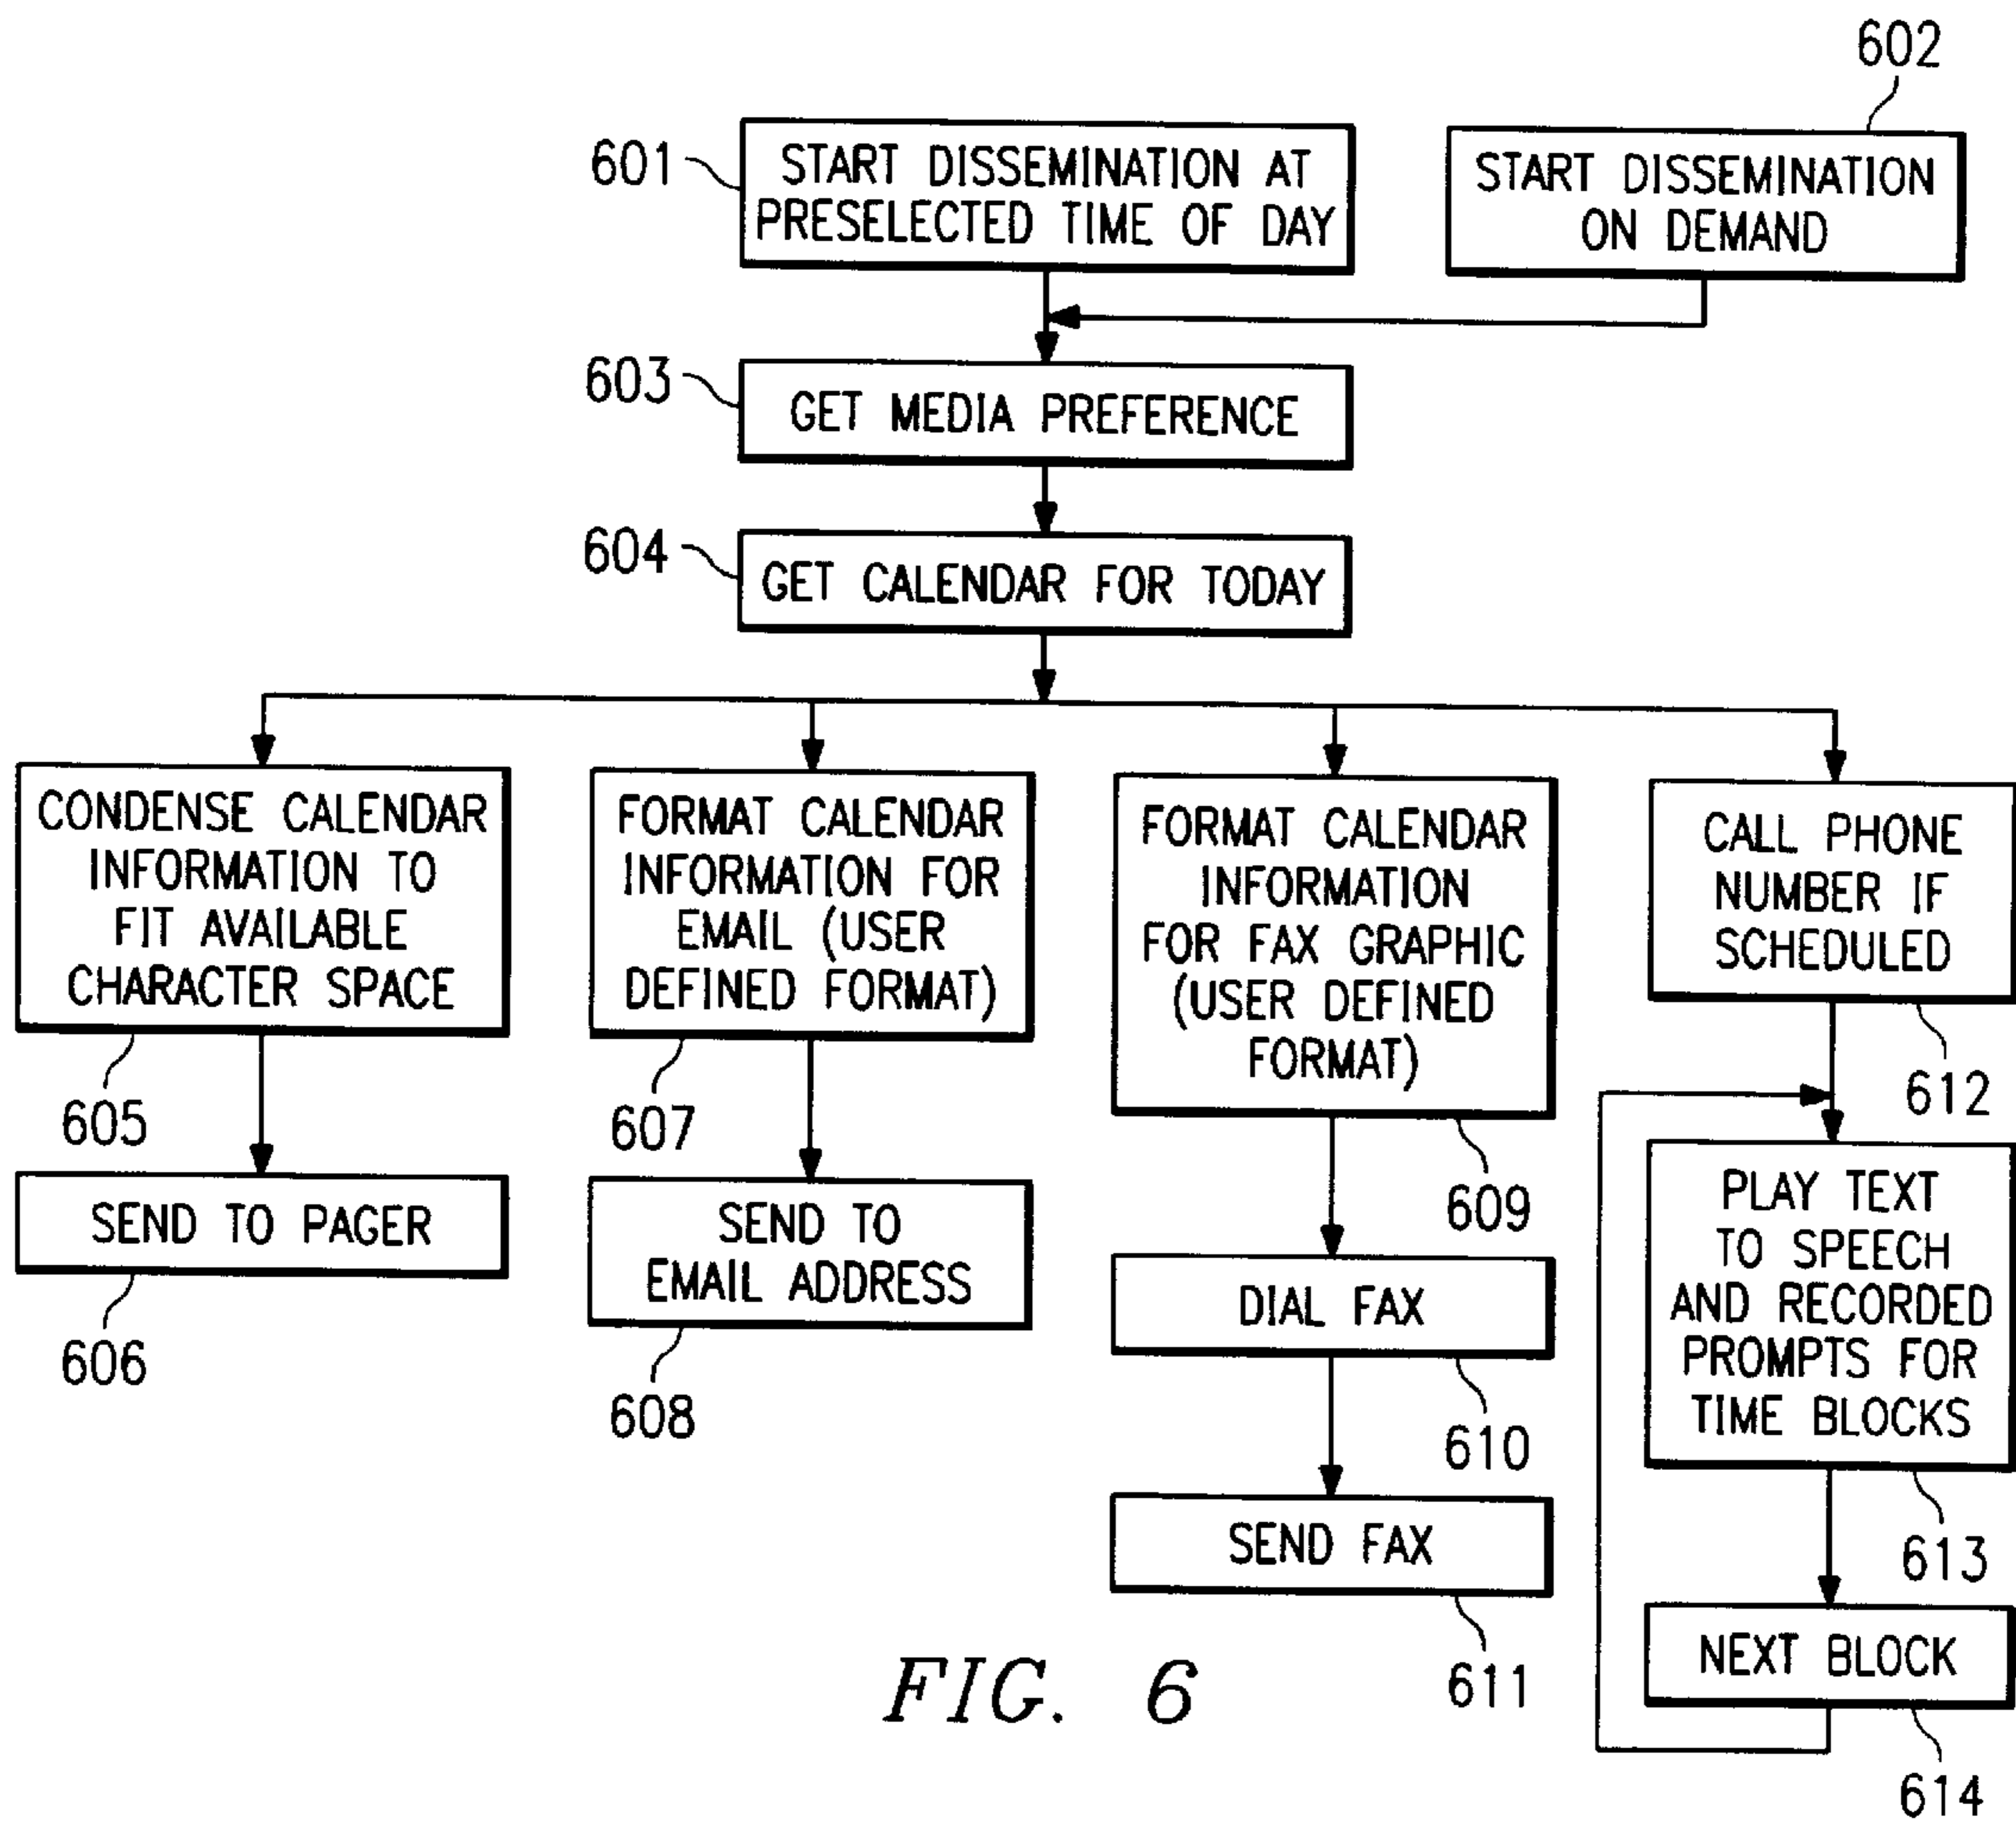 602
601
START DISSEMINATION AT
PRESELECTED TIME OF DAY
START DISSEMINATION
ON DEMAND
603
GET MEDIA PREFERENCE
604
GET CALENDAR FOR TODAY
CONDENSE CALENDAR
INFORMATION TO
FIT AVAILABLE
CHARACTER SPACE
605
SEND TO PAGER
606
FORMAT CALENDAR
INFORMATION FOR
EMAIL (USER
DEFINED FORMAT)
607
SEND TO
EMAIL ADDRESS
608
FORMAT CALENDAR
INFORMATION
FOR FAX GRAPHIC
(USER DEFINED
FORMAT)
609
DIAL FAX
610
SEND FAX
611
CALL PHONE
NUMBER IF
SCHEDULED
612
PLAY TEXT
TO SPEECH
AND RECORDED
PROMPTS FOR
TIME BLOCKS
613
NEXT BLOCK
614
FIG. 6